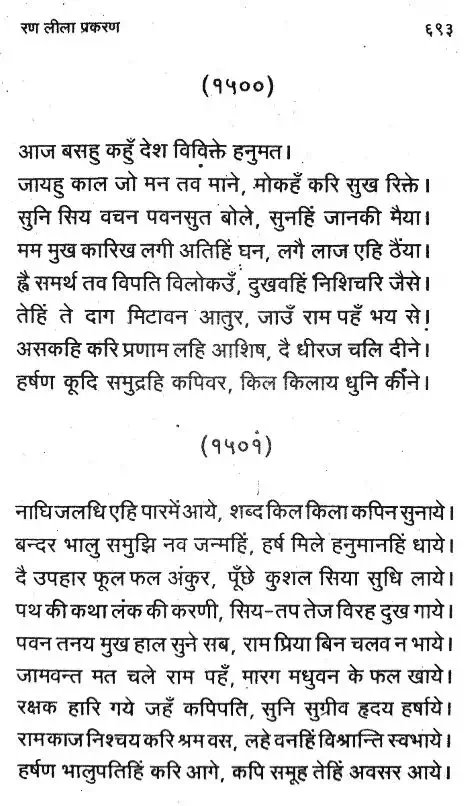 रण लीला प्रकरण ६९३
(१५००)
आज बसहु कहुँ देश विविक्ते हनुमत।
जायहु काल जो मन तव माने, मोकहँ करि सुख रिक्ते।
सुनि सिय वचन पवनसुत बोले, सुनहिं जानकी मैया।
मम मुख कारिख लगी अतिहिं घन, लगै लाज एहि ठैंया।
ह्वै समर्थ तव विपति विलोकउँ, दुखवहिं निशिचरि जैसे।
तेहिं ते दाग मिटावन आतुर, जाउँ राम पहँ भय से।
असकहि करि प्रणाम लहि आशिष, दै धीरज चलि दीने।
हर्षण कूदि समुद्रहि कपिवर, किल किलाय धुनि कीने।
(१५०१)
नाघि जलधि एहि पारमें आये, शब्द किल किला कपिन सुनाये।
बन्दर भालु समुझि नव जन्महिं, हर्ष मिले हनुमानहिं धाये।
दै उपहार फूल फल अंकुर, पूँछे कुशल सिया सुधि लाये।
पथ की कथा लंक की करणी, सिय-तप तेज विरह दुख गाये।
पवन तनय मुख हाल सुने सब, राम प्रिया बिन चलव न भाये।
जामवन्त मत चले राम पहँ, मारग मधुवन के फल खाये।
रक्षक हारि गये जहँ कपिपति, सुनि सुग्रीव हृदय हर्षाये।
रामकाज निश्चय करि श्रम वस, लहे वनहिं विश्रान्ति स्वभाये।
हर्षण भालुपतिहिं करि आगे, कपि समूह तेहिं अवसर आये।